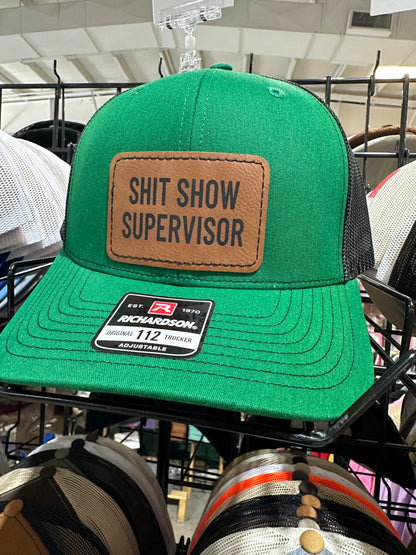 SHIT SHOW
SUPERVISOR
EST. R 1970
RICHARDSON®
ORIGINAL 112 TRUCKER
ADJUSTABLE